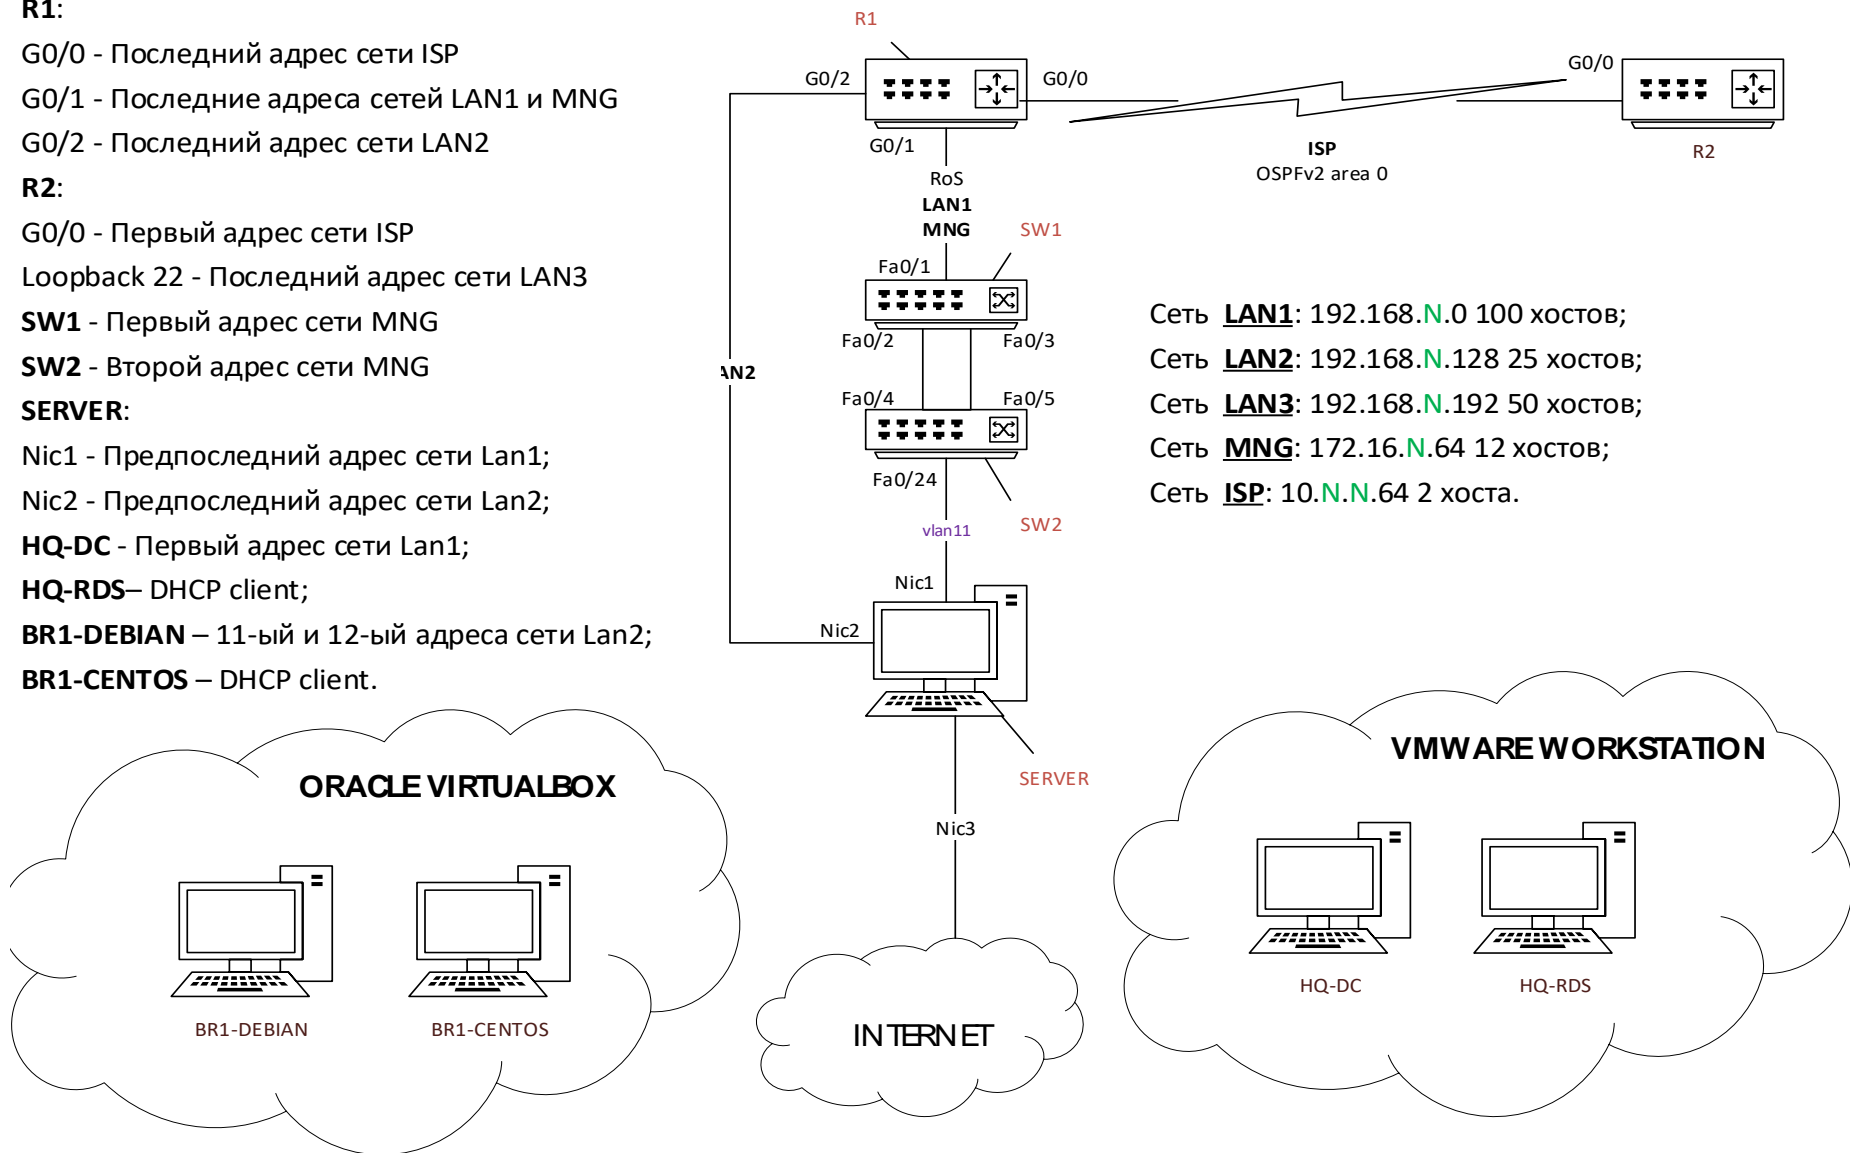 R1:
G0/0 - Последний адрес сети ISP
G0/1 - Последние адреса сетей LAN1 и MNG
G0/2 - Последний адрес сети LAN2
R2:
G0/0 - Первый адрес сети ISP
Loopback 22 - Последний адрес сети LAN3
SW1 - Первый адрес сети MNG
SW2 - Второй адрес сети MNG
SERVER:
Nic1 - Предпоследний адрес сети Lan1;
Nic2 - Предпоследний адрес сети Lan2;
HQ-DC - Первый адрес сети Lan1;
HQ-RDS– DHCP client;
BR1-DEBIAN – 11-ый и 12-ый адреса сети Lan2;
BR1-CENTOS – DHCP client.
R1
G0/2
G0/0
G0/0
G0/1
ISP
OSPFv2 area 0
R2
RoS
LAN1
MNG
SW1
Fa0/1
Fa0/2
Fa0/3
AN2
Fa0/4
Fa0/5
Fa0/24
SW2
vlan11
Nic1
Nic2
SERVER
Nic3
INTERNET
Сеть LAN1: 192.168.N.0 100 хостов;
Сеть LAN2: 192.168.N.128 25 хостов;
Сеть LAN3: 192.168.N.192 50 хостов;
Сеть MNG: 172.16.N.64 12 хостов;
Сеть ISP: 10.N.N.64 2 хоста.
ORACLE VIRTUALBOX
BR1-DEBIAN
BR1-CENTOS
VMWARE WORKSTATION
HQ-DC
HQ-RDS